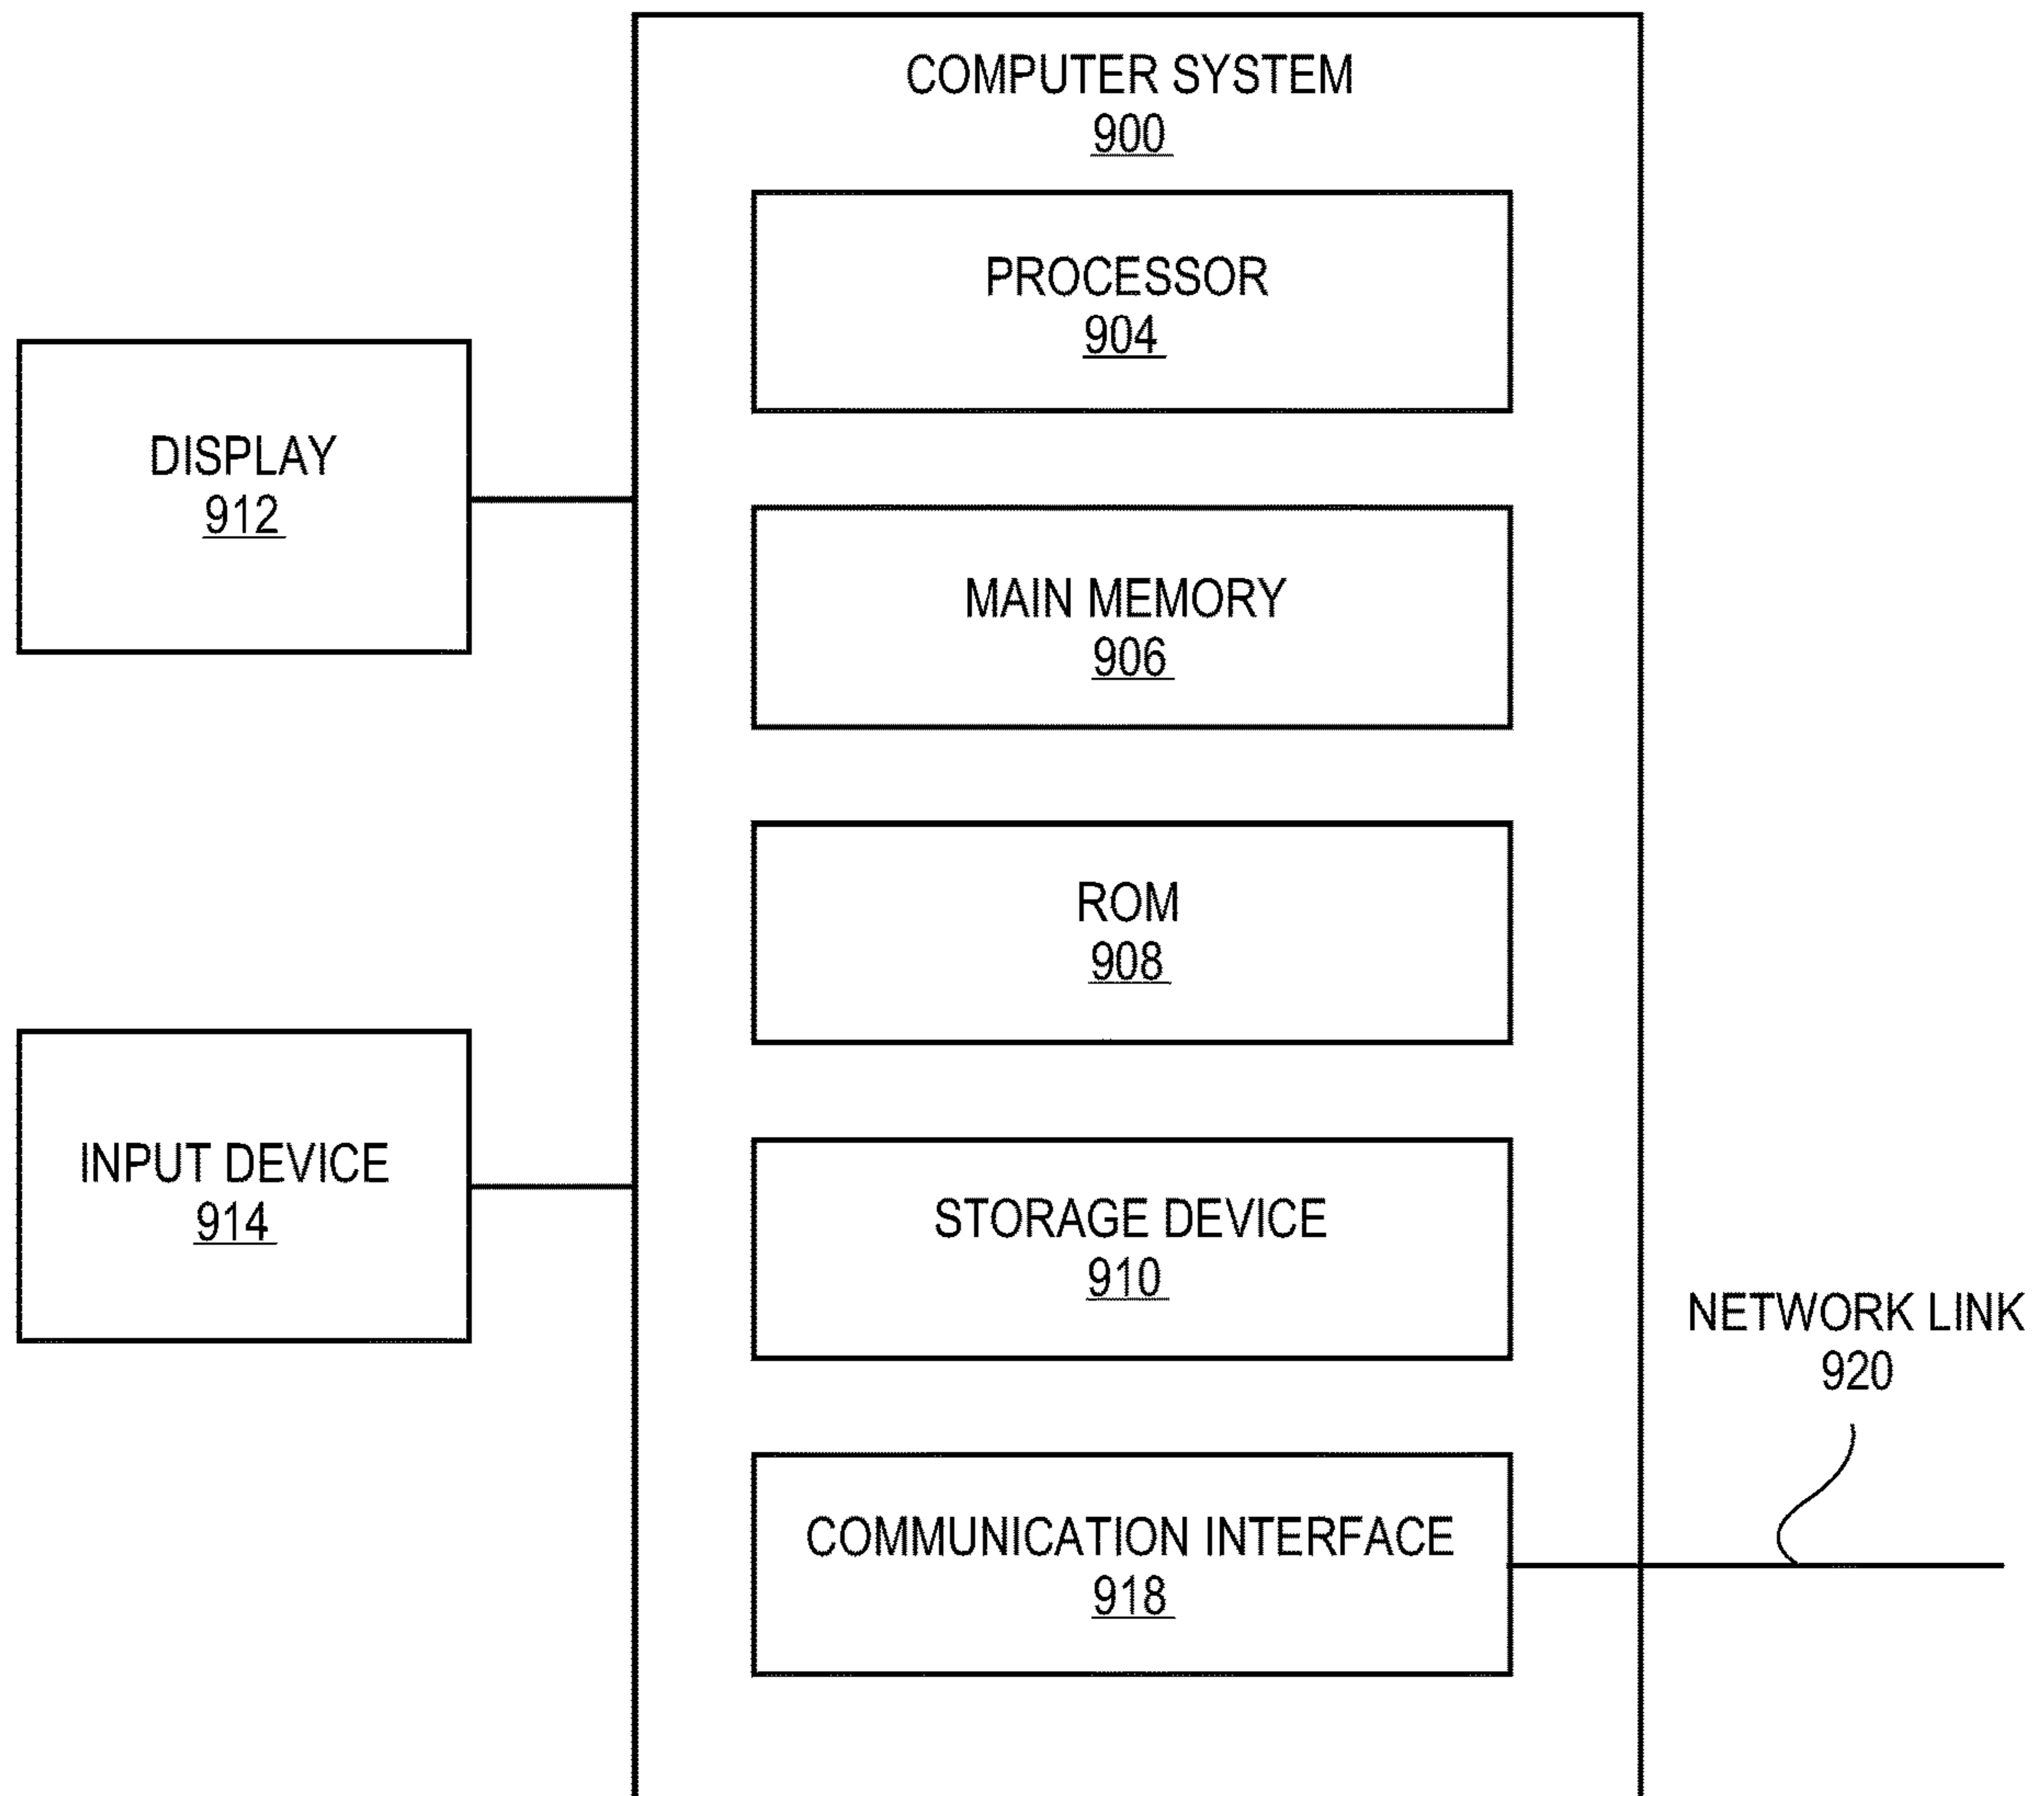 COMPUTER SYSTEM
900
PROCESSOR
904
DISPLAY
912
MAIN MEMORY
906
ROM
908
INPUT DEVICE
914
STORAGE DEVICE
910
NETWORK LINK
920
COMMUNICATION INTERFACE
918